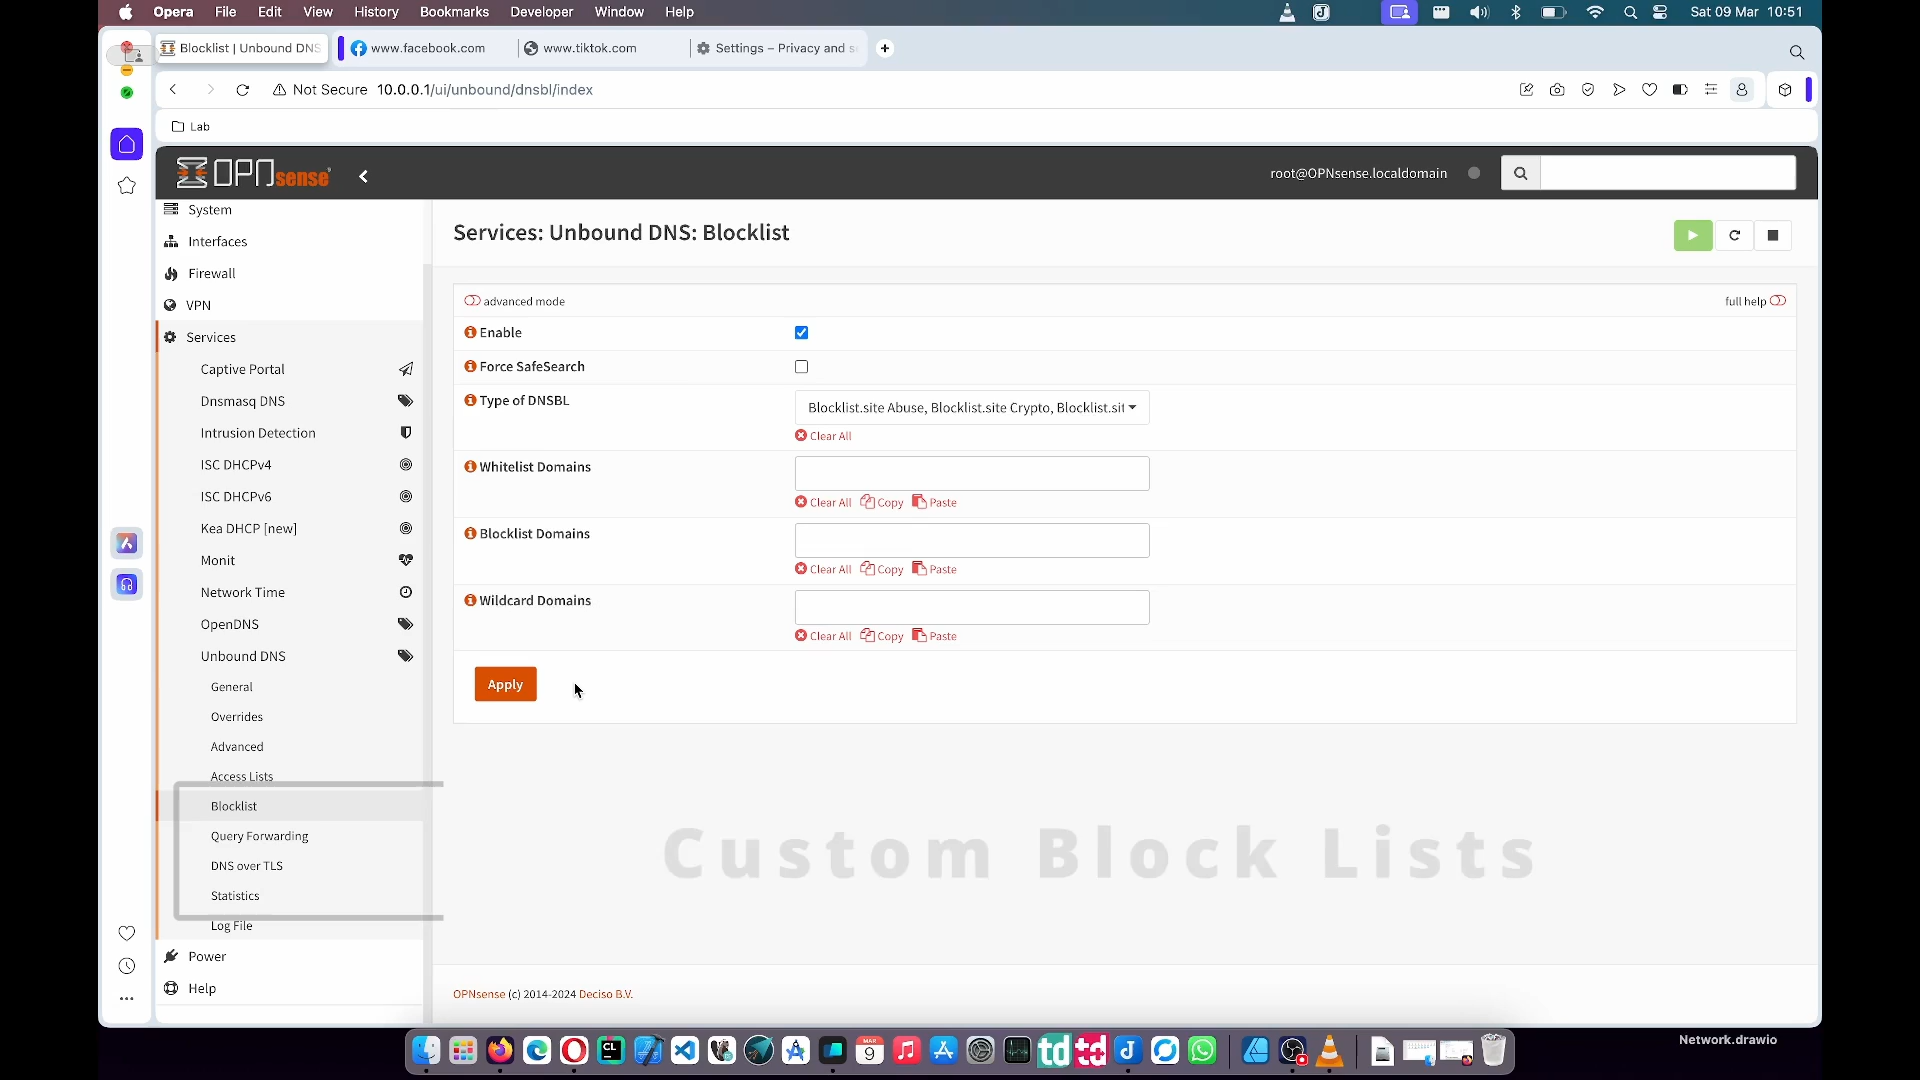 Opera File Edit View History Bookmarks Developer Window Help Sat 09 Mar 10:51
Blocklist | Unbound DNS www.facebook.com www.tiktok.com Settings – Privacy and s
Not Secure 10.0.0.1/ui/unbound/dnsbl/index
Lab
OPNsense root@OPNsense.localdomain
System
Interfaces
Firewall
VPN
Services
Captive Portal
Dnsmasq DNS
Intrusion Detection
ISC DHCPv4
ISC DHCPv6
Kea DHCP [new]
Monit
Network Time
OpenDNS
Unbound DNS
General
Overrides
Advanced
Access Lists
Blocklist
Query Forwarding
DNS over TLS
Statistics
Log File
Power
Help
Services: Unbound DNS: Blocklist
advanced mode full help
Enable
Force SafeSearch
Type of DNSBL Blocklist.site Abuse, Blocklist.site Crypto, Blocklist.sit
Clear All
Whitelist Domains
Clear All Copy Paste
Blocklist Domains
Clear All Copy Paste
Wildcard Domains
Clear All Copy Paste
Apply
Custom Block Lists
OPNsense (c) 2014-2024 Deciso B.V.
Network.drawio
CL
MAR
9
td
td